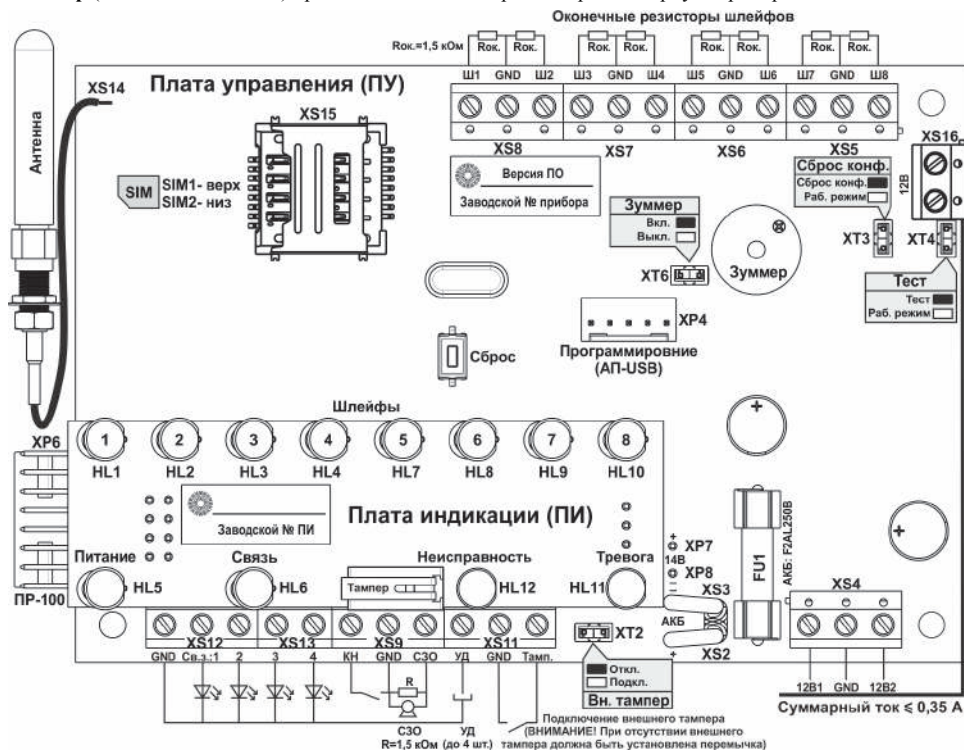 Оконечные резисторы шлейфов
Rок.=1,5 кОм
Rок. Rок. Rок. Rок. Rок. Rок. Rок. Rок.
Ш1 GND Ш2 Ш3 GND Ш4 Ш5 GND Ш6 Ш7 GND Ш8
XS14
Плата управления (ПУ)
XS15
XS8 XS7 XS6 XS5
XS16
12В
Антенна
SIM
SIM1- верх
SIM2- низ
Версия ПО
Заводской № прибора
Сброс конф.
Сброс конф.
Раб. режим
Зуммер
Вкл.
Выкл.
XT6
Зуммер
XT3
XT4
Тест
Тест
Раб. режим
XP4
Программировние
(АП-USB)
Сброс
Шлейфы
XP6
1 2 3 4 5 6 7 8
HL1 HL2 HL3 HL4 HL7 HL8 HL9 HL10
Заводской № ПИ
Плата индикации (ПИ)
Питание
Связь
Неисправность
Тревога
HL5
HL6
Тампер
HL12
HL11
ПР-100
+
XP7
14В
XP8
–
–
XS3
АКБ
XS2
+
FU1
АКБ: F2AL250В
+
+
XS4
XS12 XS13 XS9 XS11
XT2
GND Св.з.:1 2 3 4 КН GND СЗО УД GND Тамп.
Откл.
Подкл.
Вн. тампер
12В1 GND 12В2
Суммарный ток ≤ 0,35 А
R
СЗО
R=1,5 кОм (до 4 шт.)
УД
Подключение внешнего тампера
(ВНИМАНИЕ! При отсутствии внешнего
тампера должна быть установлена перемычка)